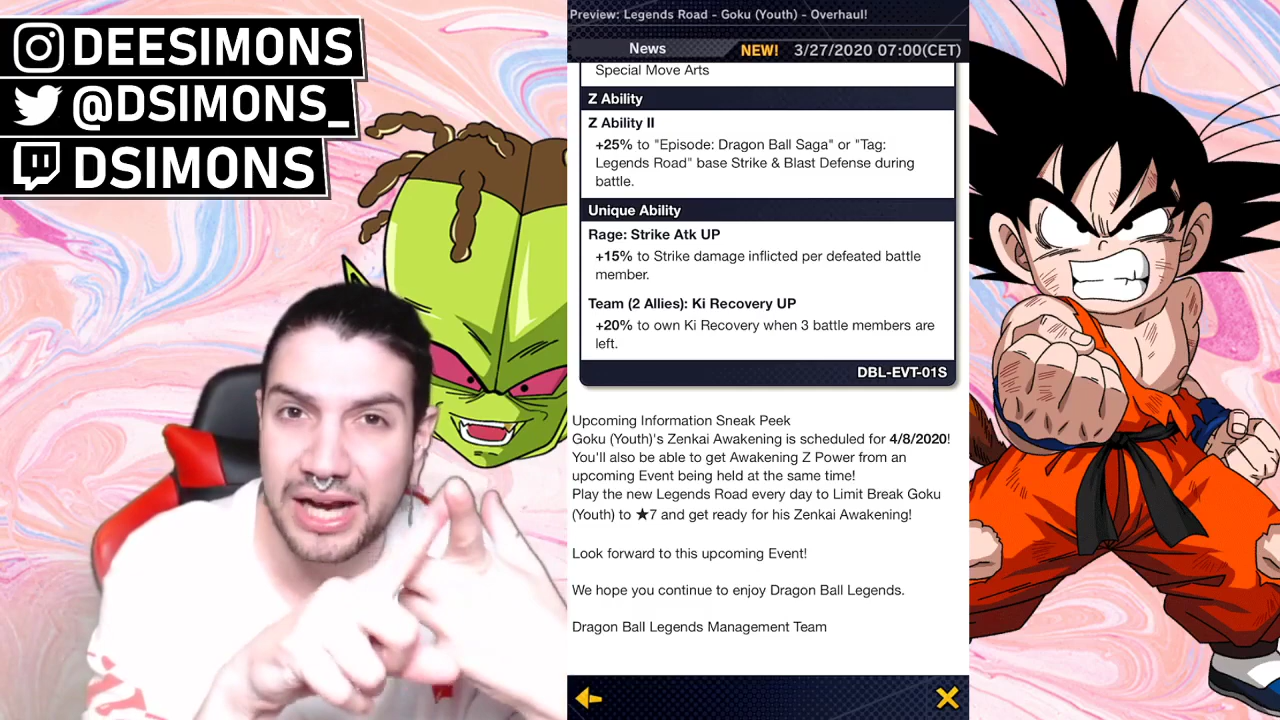 DEESIMONS
@DSIMONS_
DSIMONS
Preview: Legends Road - Goku (Youth) - Overhaul!
News NEW! 3/27/2020 07:00(CET)
Special Move Arts
Z Ability
Z Ability II
+25% to "Episode: Dragon Ball Saga" or "Tag:
Legends Road" base Strike & Blast Defense during
battle.
Unique Ability
Rage: Strike Atk UP
+15% to Strike damage inflicted per defeated battle
member.
Team (2 Allies): Ki Recovery UP
+20% to own Ki Recovery when 3 battle members are
left.
DBL-EVT-01S
Upcoming Information Sneak Peek
Goku (Youth)'s Zenkai Awakening is scheduled for 4/8/2020!
You'll also be able to get Awakening Z Power from an
upcoming Event being held at the same time!
Play the new Legends Road every day to Limit Break Goku
(Youth) to ★7 and get ready for his Zenkai Awakening!
Look forward to this upcoming Event!
We hope you continue to enjoy Dragon Ball Legends.
Dragon Ball Legends Management Team